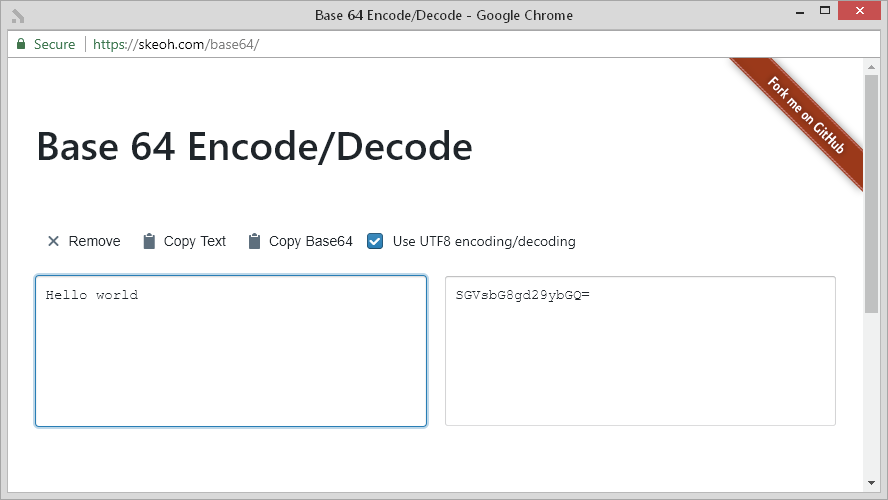 Base 64 Encode/Decode - Google Chrome
Secure https://skeoh.com/base64/
Fork me on GitHub
Base 64 Encode/Decode
Remove Copy Text Copy Base64 Use UTF8 encoding/decoding
Hello world
SGVsbG8gd29ybGQ=